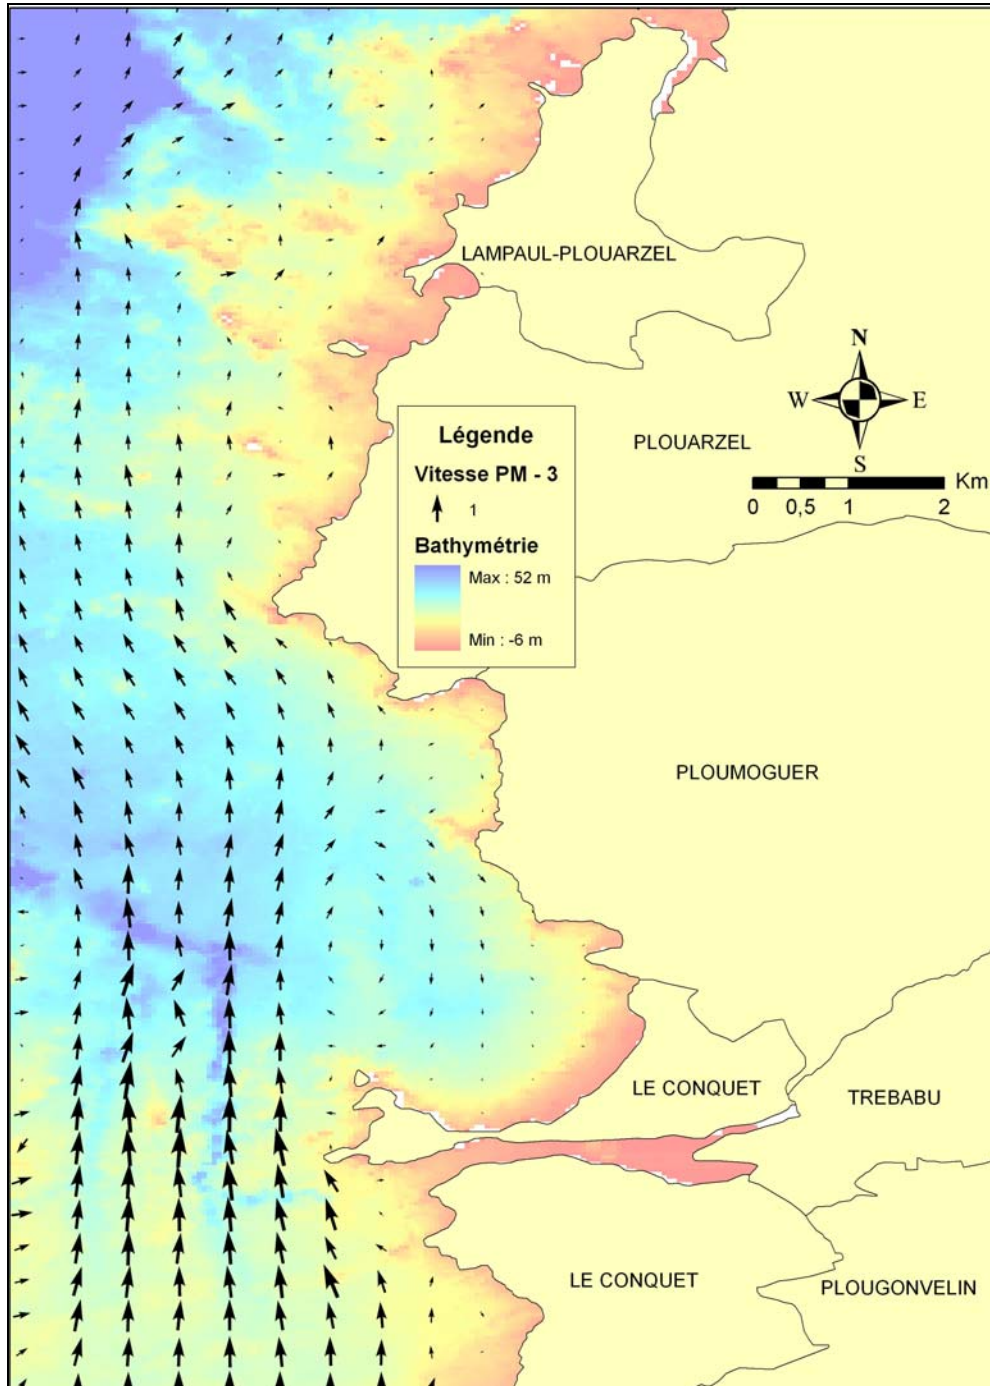 LAMPAUL-PLOUARZEL
N
W E
S
PLOUARZEL
Km
0 0,5 1 2
Légende
Vitesse PM - 3
1
Bathymétrie
Max : 52 m
Min : -6 m
PLOUMOGUER
LE CONQUET
TREBABU
LE CONQUET
PLOUGONVELIN